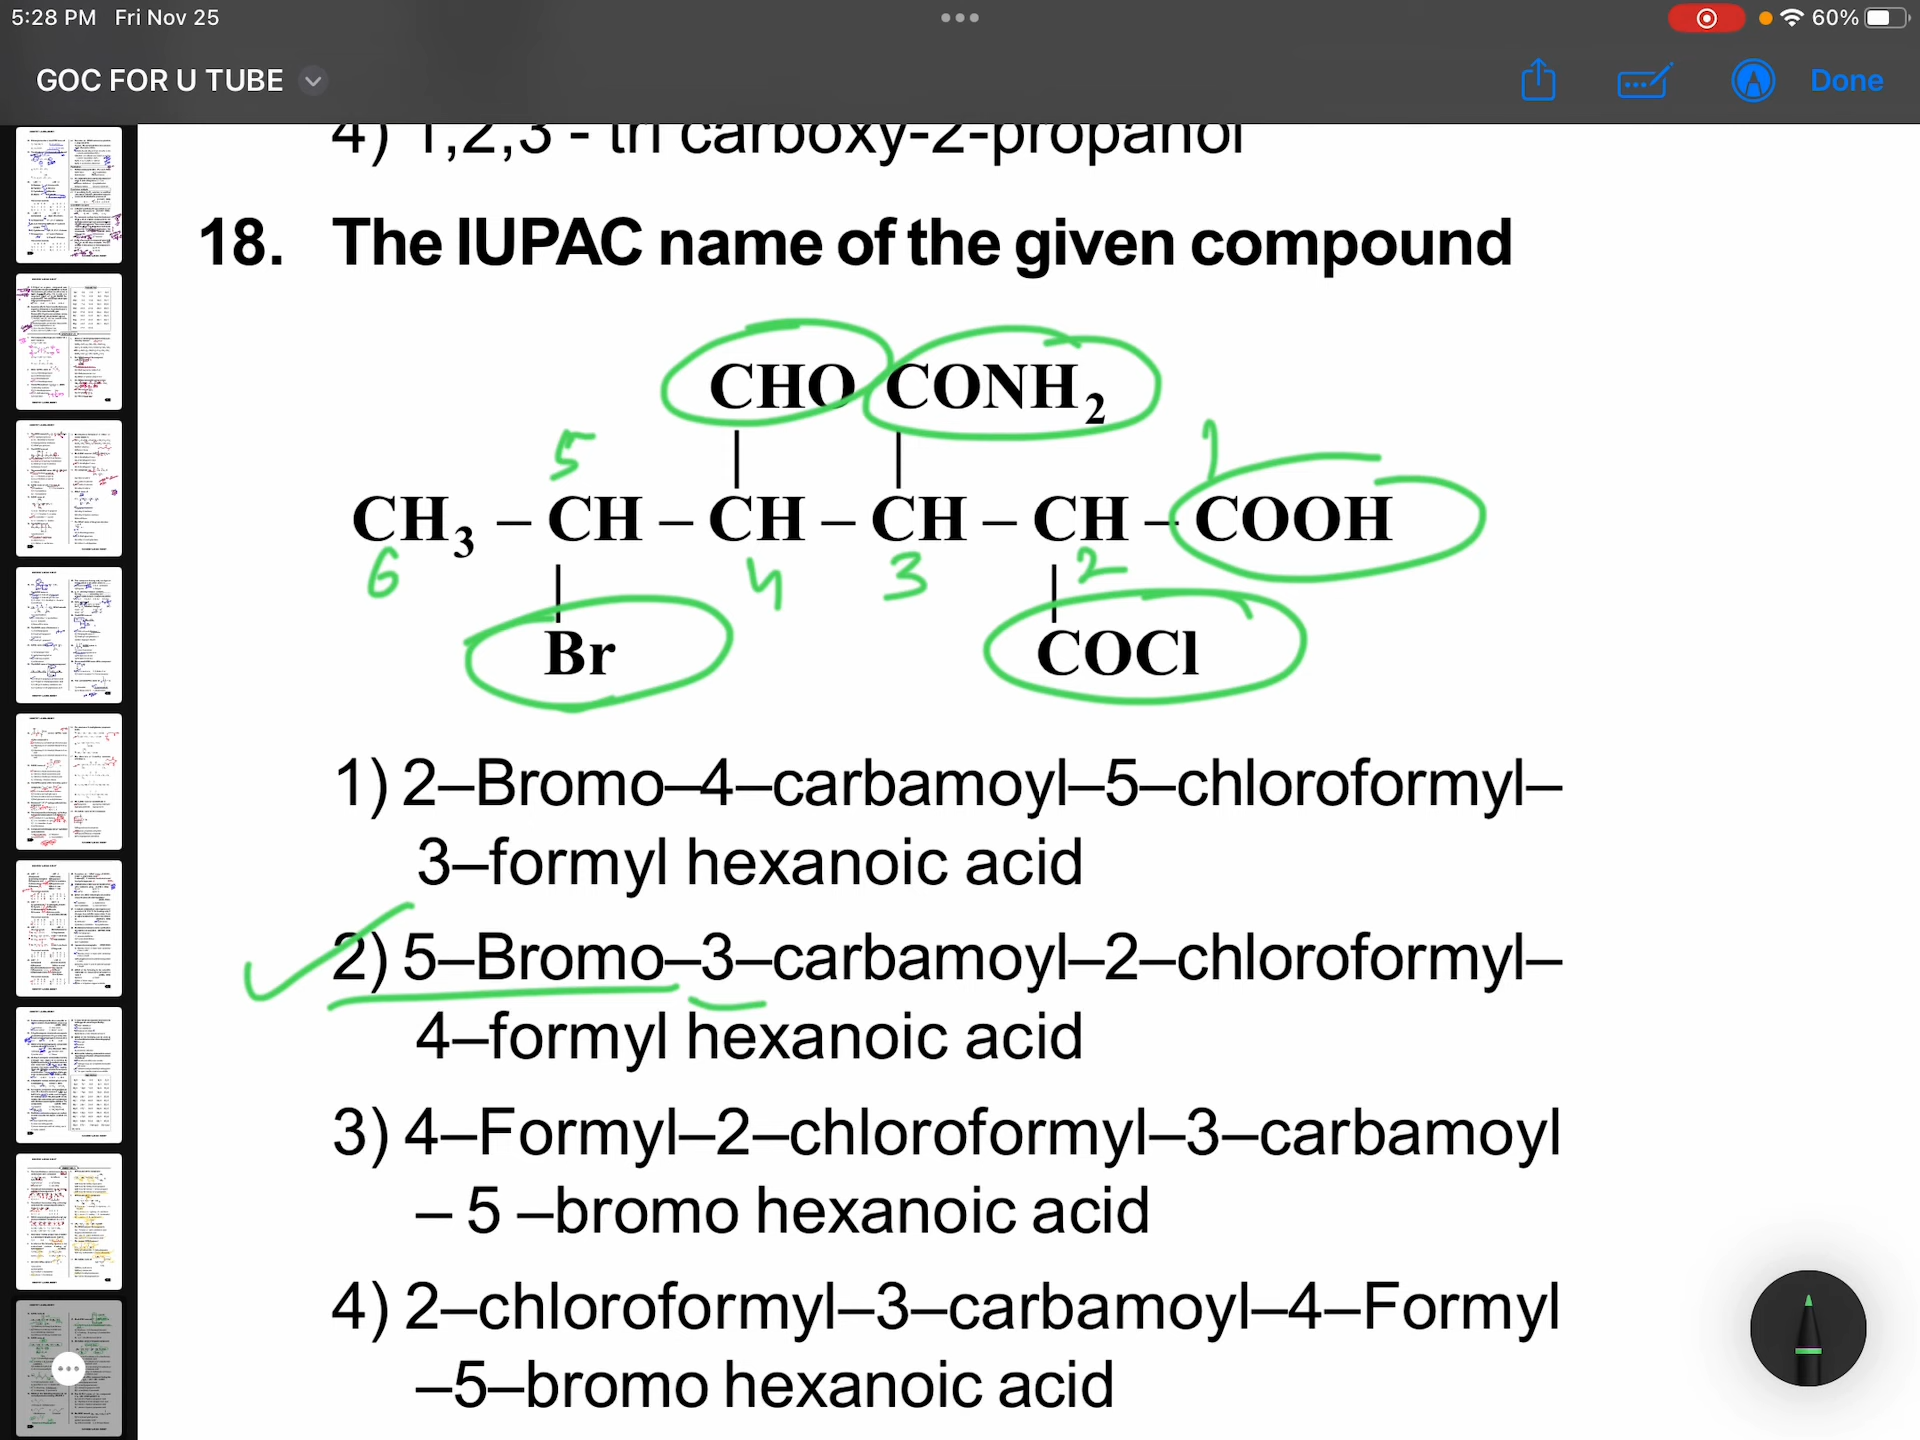 5:28 PM Fri Nov 25
60%
GOC FOR U TUBE
Done
4) 1,2,3 - tri carboxy-2-propanol
18. The IUPAC name of the given compound
CHO CONH2
5 1
CH3 – CH – CH – CH – CH – COOH
6 4 3 2
Br COCl
1) 2–Bromo–4–carbamoyl–5–chloroformyl–
3–formyl hexanoic acid
2) 5–Bromo–3–carbamoyl–2–chloroformyl–
4–formyl hexanoic acid
3) 4–Formyl–2–chloroformyl–3–carbamoyl
– 5 –bromo hexanoic acid
4) 2–chloroformyl–3–carbamoyl–4–Formyl
–5–bromo hexanoic acid